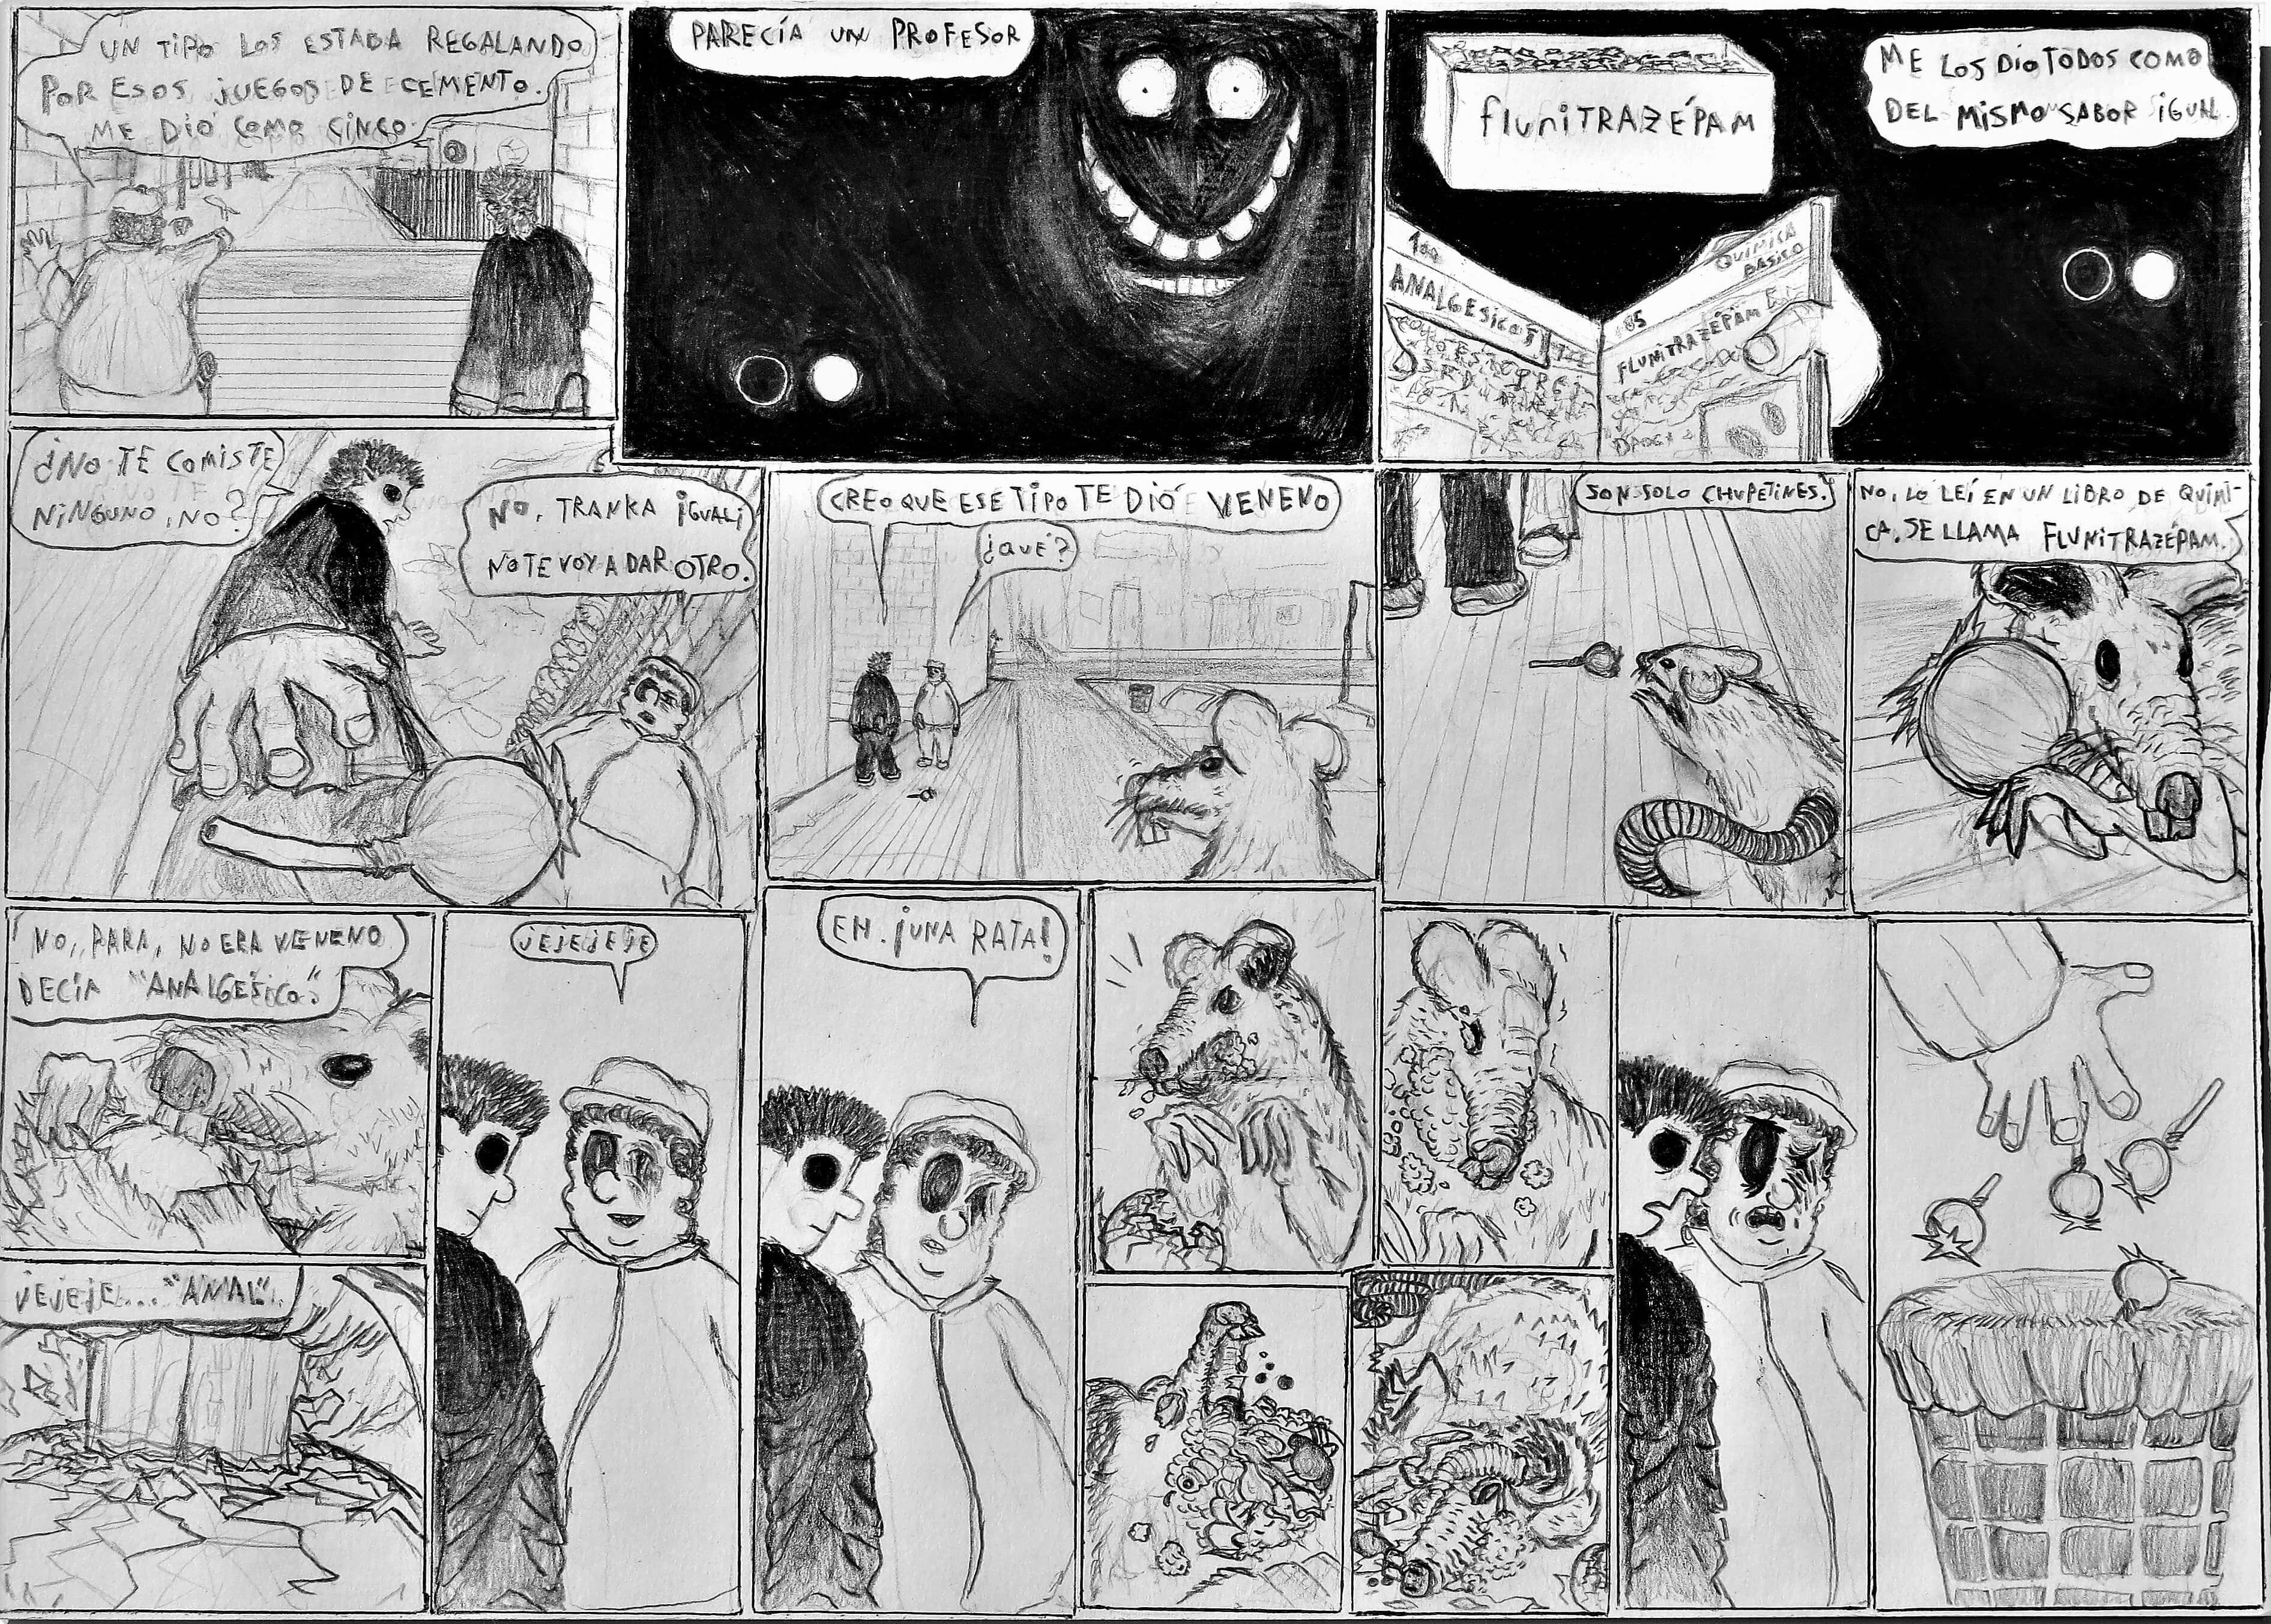 UN TIPO LOS ESTABA REGALANDO
POR ESOS JUEGOS DE CEMENTO.
ME DIÓ COMO CINCO
PARECÍA UN PROFESOR
flUNiTRAZÉPAM
ME LOS DIO TODOS COMO
DEL MISMO SABOR IGUAL.
ANALGESICOS
QUIMICA
BASICO
FLUNITRAZÉPAM
¿NO TE COMISTE
NINGUNO, NO?
NO, TRANKA IGUAL¡
NO TE VOY A DAR OTRO.
CREO QUE ESE TIPO TE DIÓ VENENO
¿QUÉ?
SON SOLO CHUPETINES.
NO, LO LEÍ EN UN LIBRO DE QUÍMI-
CA. SE LLAMA FLUNITRAZÉPAM.
NO, PARA, NO ERA VENENO
DECÍA "ANALGÉSICO".
JEJEJEJE
EH. ¡UNA RATA!
JEJEJE... "ANAL".